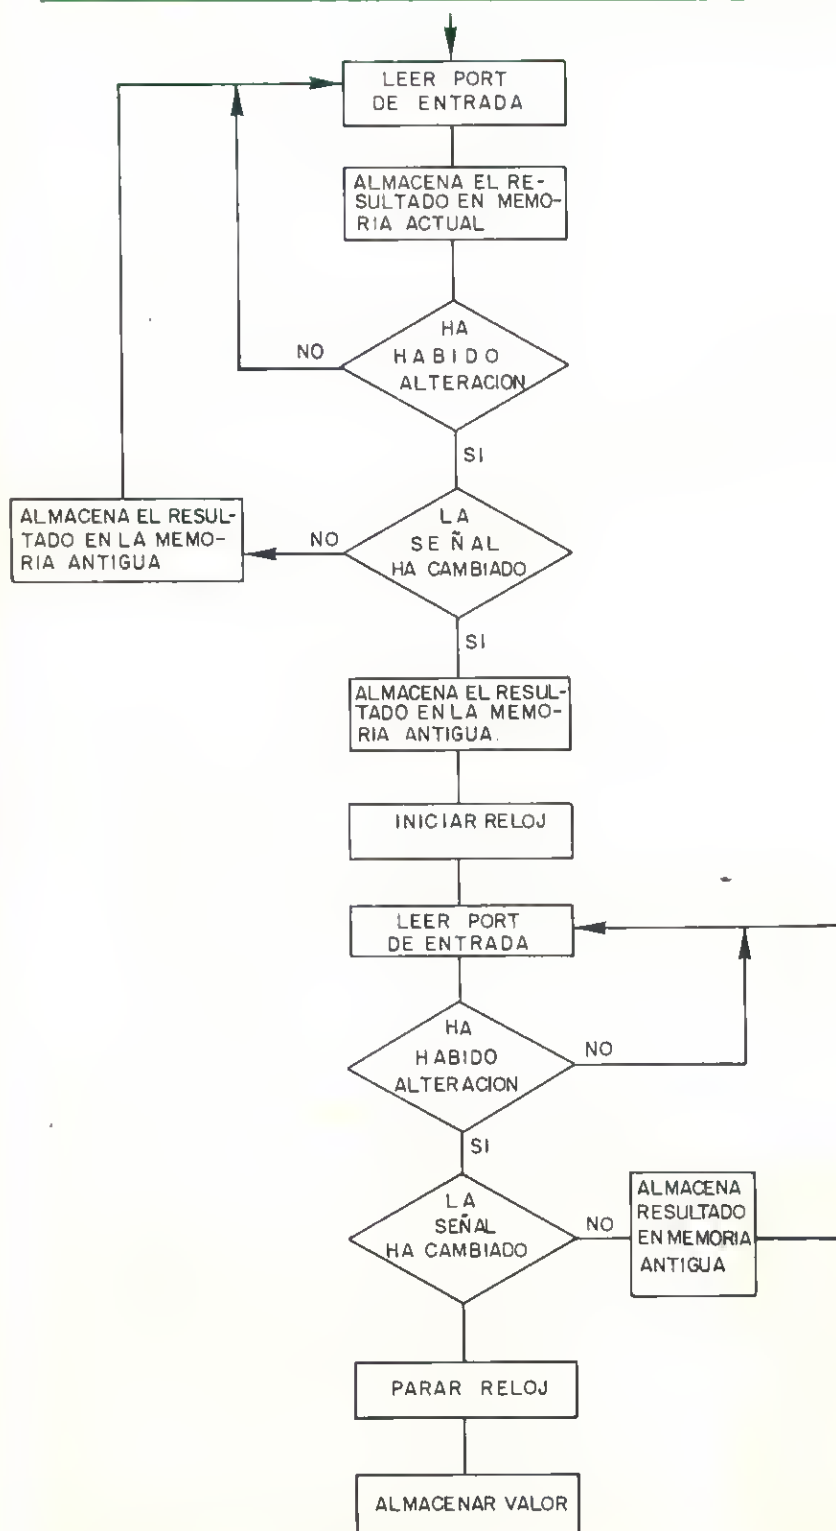 LEER PORT
DE ENTRADA
ALMACENA EL RE-
SULTADO EN MEMO-
RIA ACTUAL
HA
HABIDO
ALTERACION
NO
SI
LA
SEÑAL
HA CAMBIADO
NO
ALMACENA EL RESUL-
TADO EN LA MEMO-
RIA ANTIGUA
SI
ALMACENA EL RESUL-
TADO EN LA MEMO-
RIA ANTIGUA.
INICIAR RELOJ
LEER PORT
DE ENTRADA
HA
HABIDO
ALTERACION
NO
SI
LA
SEÑAL
HA CAMBIADO
NO
ALMACENA
RESULTADO
EN MEMORIA
ANTIGUA
PARAR RELOJ
ALMACENAR VALOR